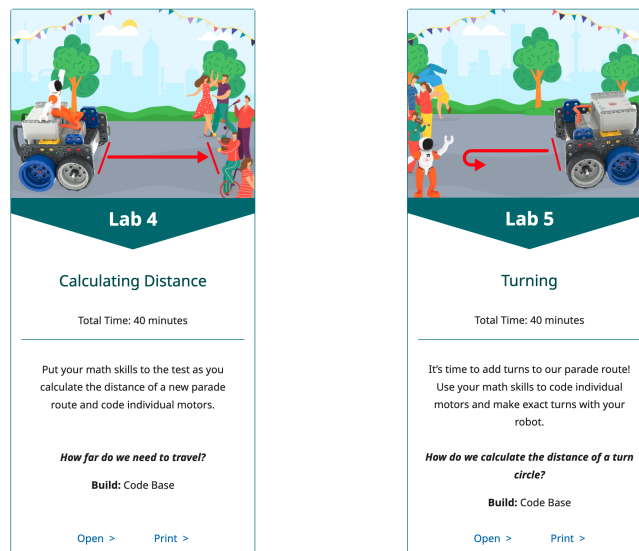 Lab 4
Calculating Distance
Total Time: 40 minutes
Put your math skills to the test as you
calculate the distance of a new parade
route and code individual motors.
How far do we need to travel?
Build: Code Base
Open >
Print >
Lab 5
Turning
Total Time: 40 minutes
It's time to add turns to our parade route!
Use your math skills to code individual
motors and make exact turns with your
robot.
How do we calculate the distance of a turn
circle?
Build: Code Base
Open >
Print >